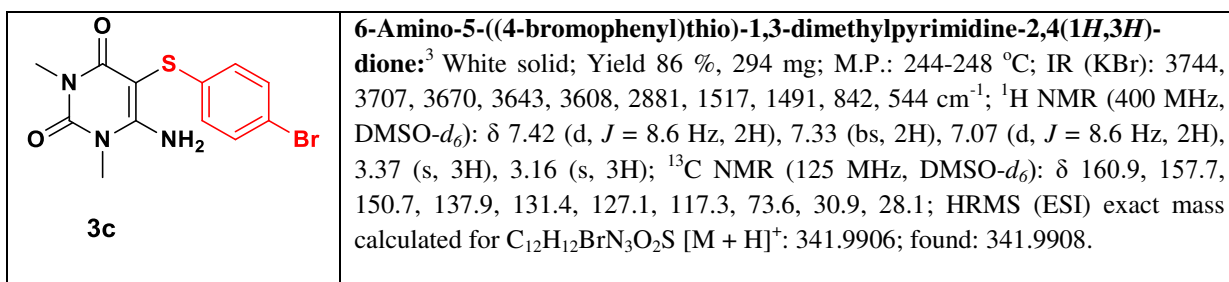 O
S
N
O
N
NH₂
Br
3c
6-Amino-5-((4-bromophenyl)thio)-1,3-dimethylpyrimidine-2,4(1H,3H)-
dione:³ White solid; Yield 86 %, 294 mg; M.P.: 244-248 °C; IR (KBr): 3744,
3707, 3670, 3643, 3608, 2881, 1517, 1491, 842, 544 cm⁻¹; ¹H NMR (400 MHz,
DMSO-d₆): δ 7.42 (d, J = 8.6 Hz, 2H), 7.33 (bs, 2H), 7.07 (d, J = 8.6 Hz, 2H),
3.37 (s, 3H), 3.16 (s, 3H); ¹³C NMR (125 MHz, DMSO-d₆): δ 160.9, 157.7,
150.7, 137.9, 131.4, 127.1, 117.3, 73.6, 30.9, 28.1; HRMS (ESI) exact mass
calculated for C₁₂H₁₂BrN₃O₂S [M + H]⁺: 341.9906; found: 341.9908.